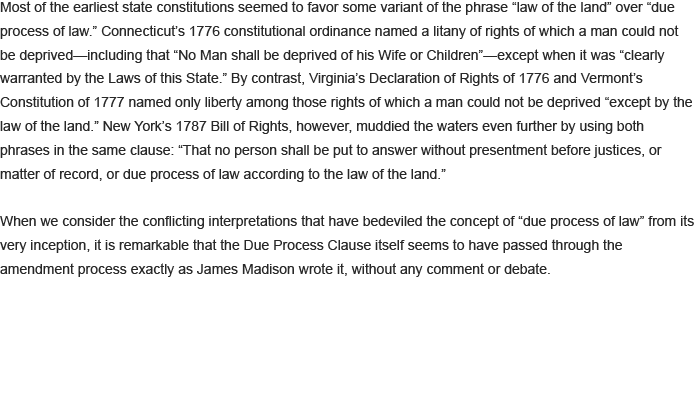 Most of the earliest state constitutions seemed to favor some variant of the phrase “law of the land” over “due
process of law.” Connecticut’s 1776 constitutional ordinance named a litany of rights of which a man could not
be deprived—including that “No Man shall be deprived of his Wife or Children”—except when it was “clearly
warranted by the Laws of this State.” By contrast, Virginia’s Declaration of Rights of 1776 and Vermont’s
Constitution of 1777 named only liberty among those rights of which a man could not be deprived “except by the
law of the land.” New York’s 1787 Bill of Rights, however, muddied the waters even further by using both
phrases in the same clause: “That no person shall be put to answer without presentment before justices, or
matter of record, or due process of law according to the law of the land.”
When we consider the conflicting interpretations that have bedeviled the concept of “due process of law” from its
very inception, it is remarkable that the Due Process Clause itself seems to have passed through the
amendment process exactly as James Madison wrote it, without any comment or debate.